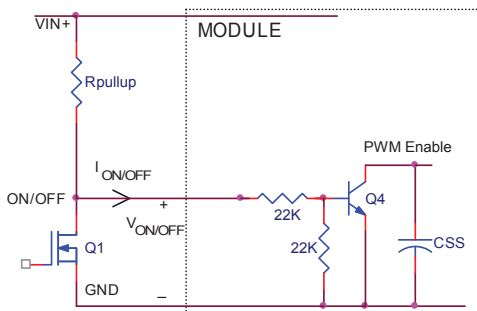 VIN+
MODULE
Rpullup
PWM Enable
I ON/OFF
ON/OFF
+
22K
Q4
V ON/OFF
Q1
22K
CSS
GND
–